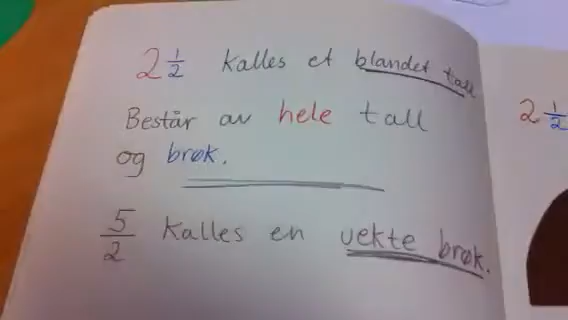 2 1/2 kalles et blandet tall
Består av hele tall
og brøk.
5/2 kalles en uekte brøk.
2 1/2